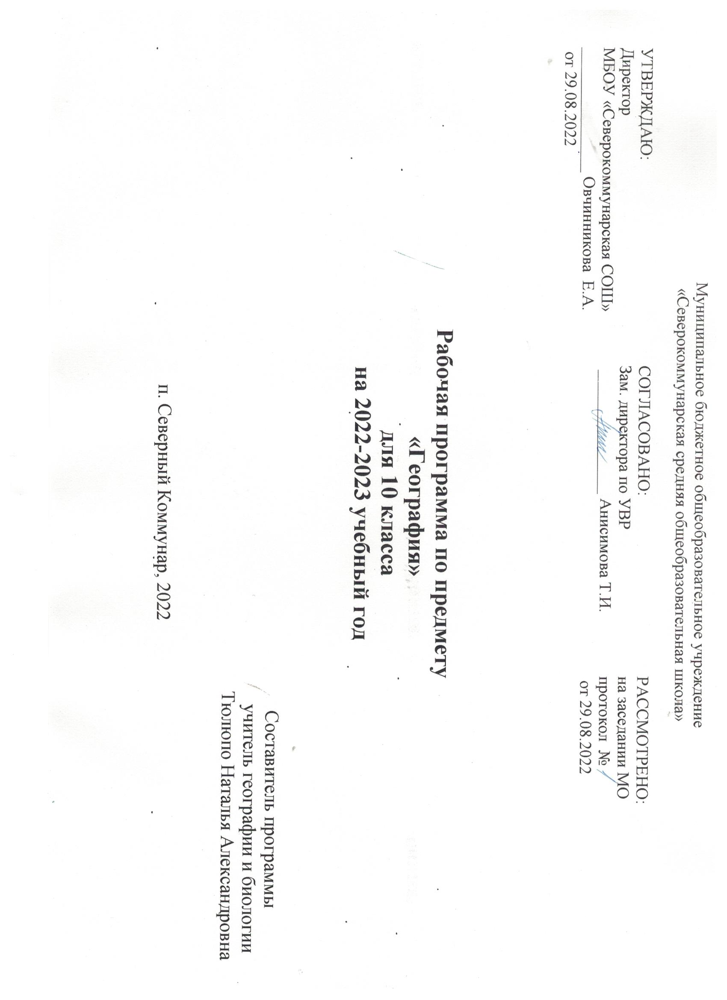 Муниципальное бюджетное общеобразовательное учреждение
«Северокоммунарская средняя общеобразовательная школа»
УТВЕРЖДАЮ:
Директор
МБОУ «Северокоммунарская СОШ»
Овчинникова Е.А.
от 29.08.2022
СОГЛАСОВАНО:
Зам. директора по УВР
Анисимова Т.И.
РАССМОТРЕНО:
на заседании МО
протокол № 1
от 29.08.2022
Рабочая программа по предмету
«География»
для 10 класса
на 2022-2023 учебный год
Составитель программы
учитель географии и биологии
Тюлюпо Наталья Александровна
п. Северный Коммунар, 2022